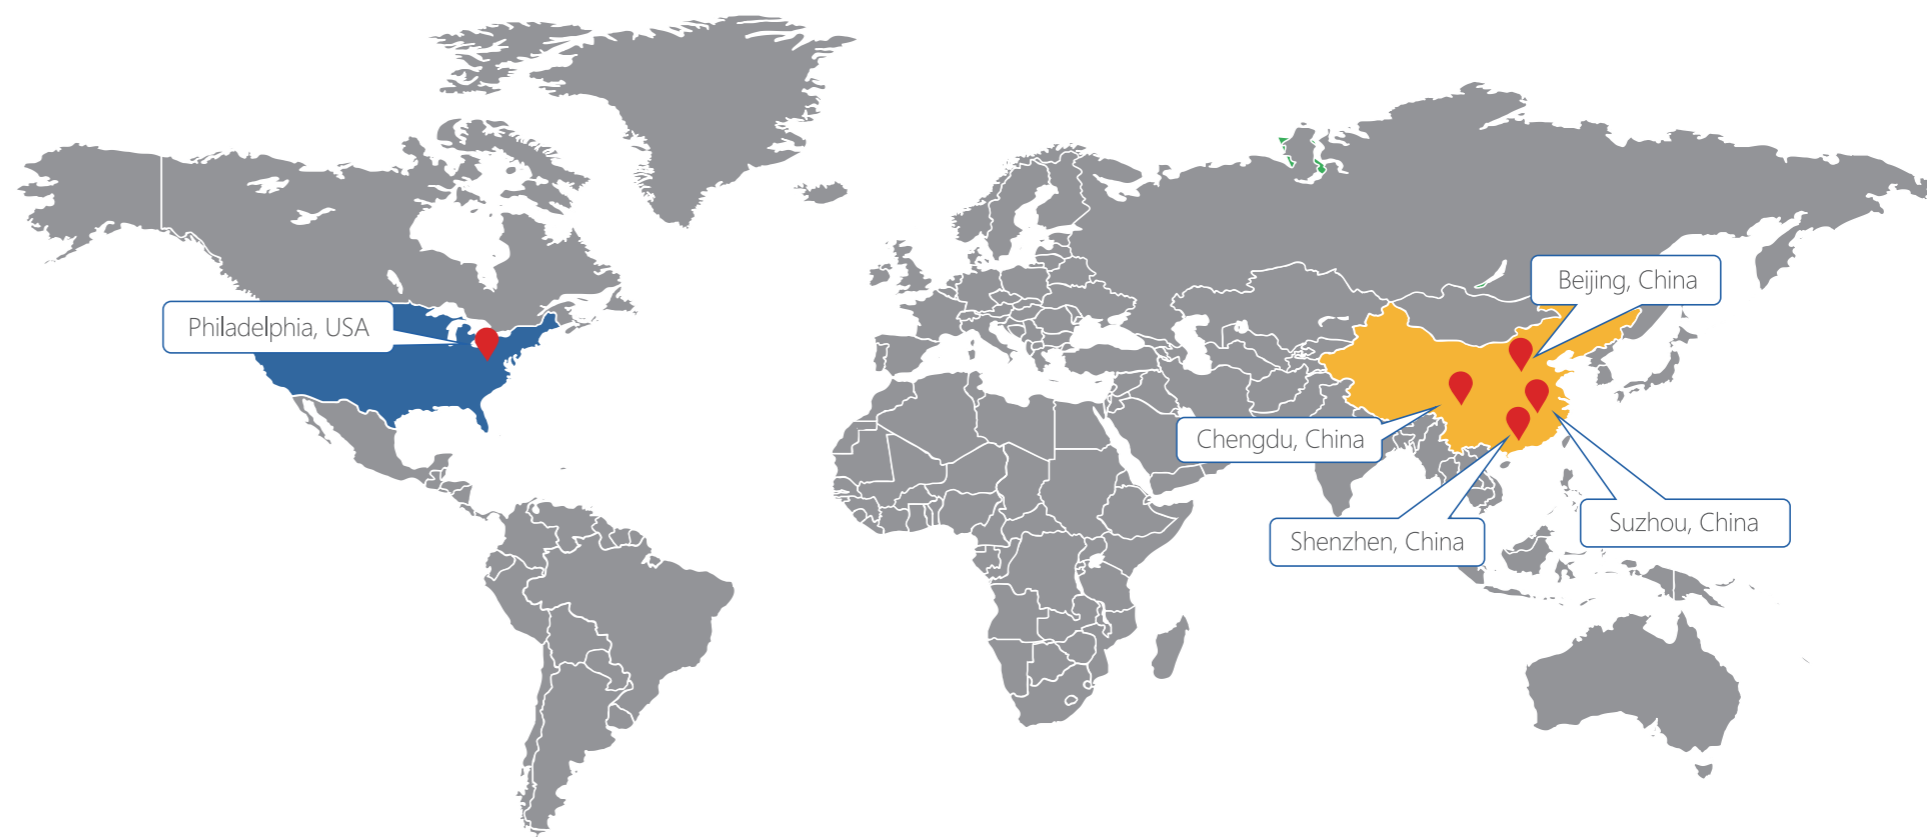 Beijing, China
Philadelphia, USA
Chengdu, China
Suzhou, China
Shenzhen, China